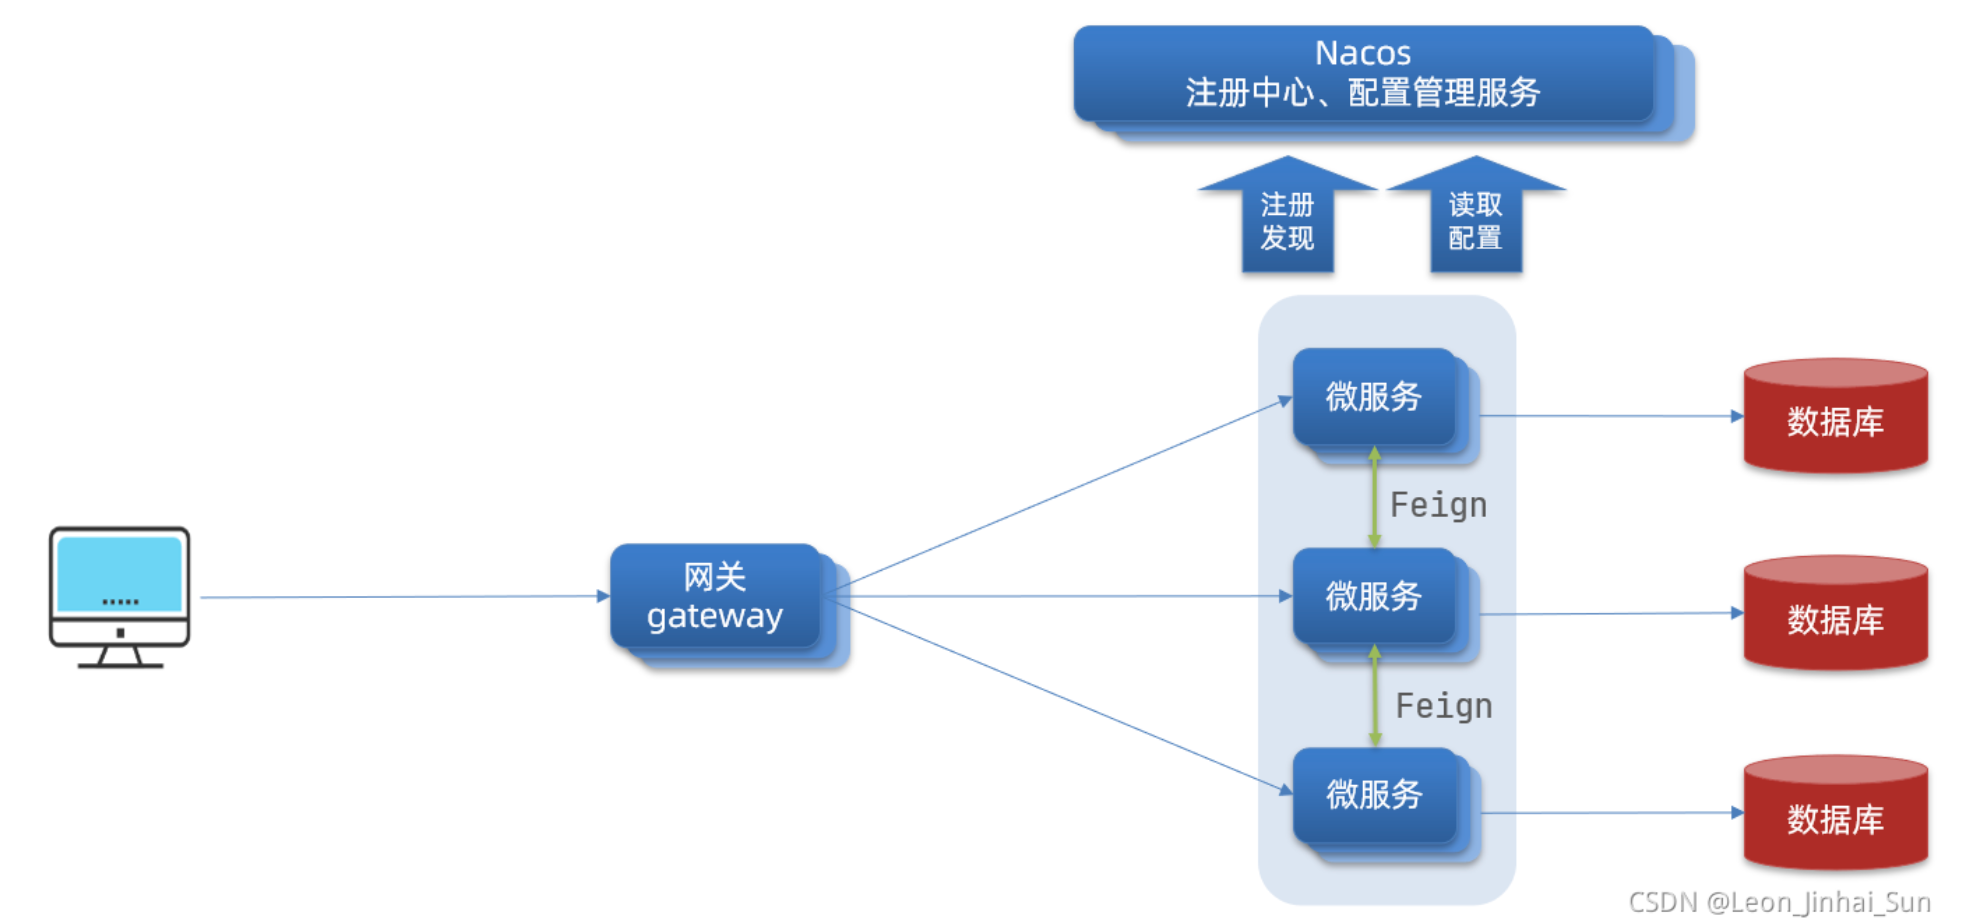 Nacos
注册中心、配置管理服务
注册
发现
读取
配置
微服务
数据库
Feign
网关
gateway
微服务
数据库
Feign
微服务
数据库
CSDN @Leon_Jinhai_Sun